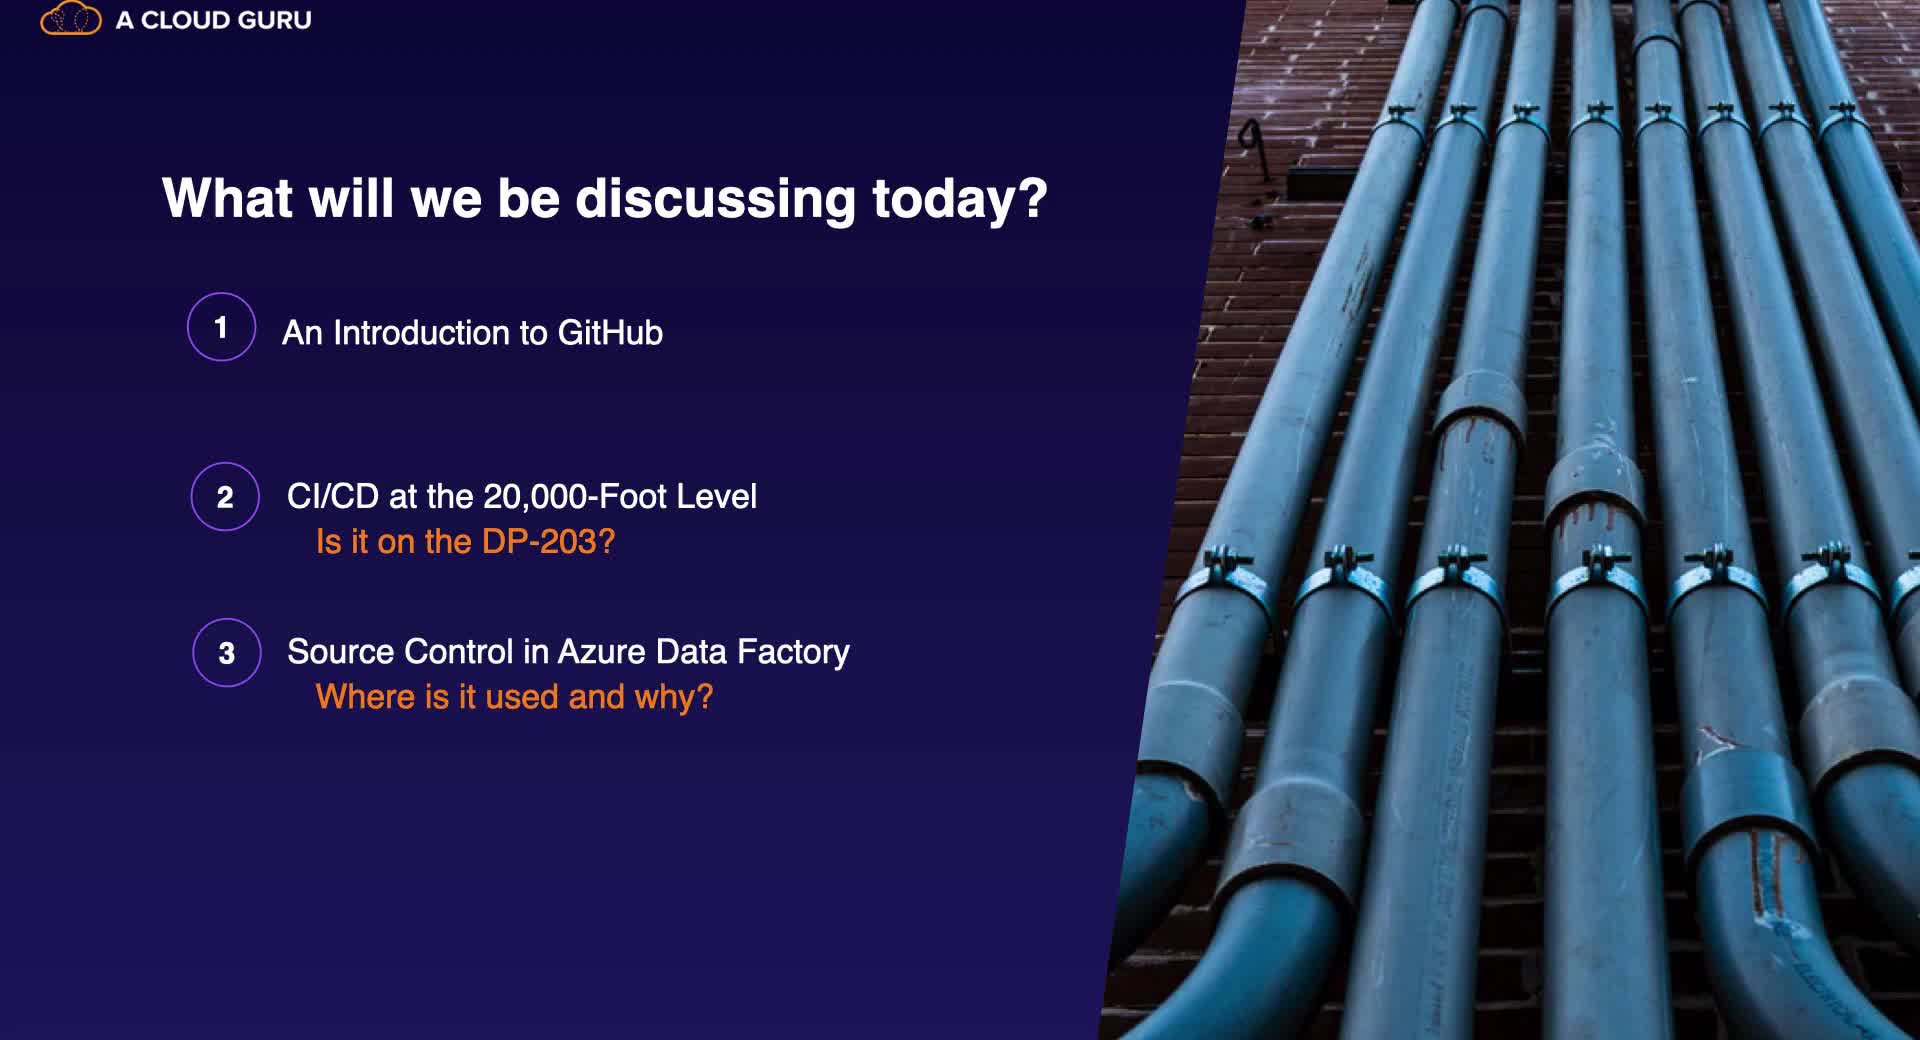 A CLOUD GURU
What will we be discussing today?
1 An Introduction to GitHub
2 CI/CD at the 20,000-Foot Level
Is it on the DP-203?
3 Source Control in Azure Data Factory
Where is it used and why?